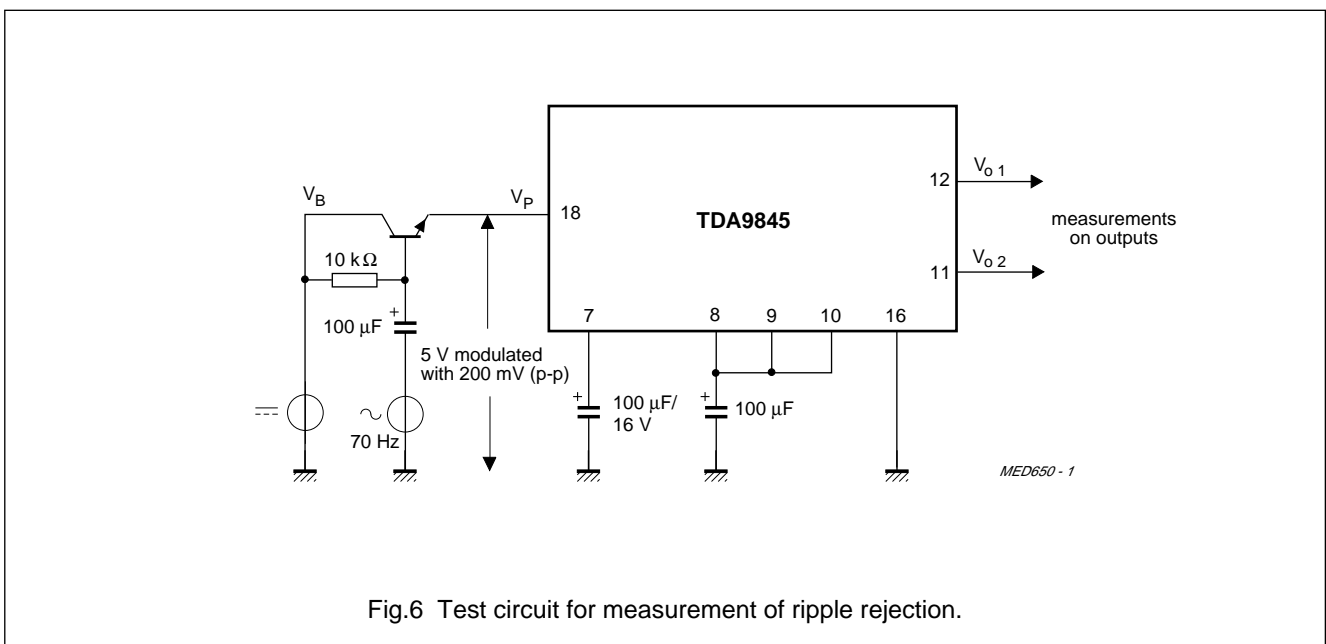 V_B
V_P
18
TDA9845
12
V_o 1
measurements
on outputs
V_o 2
11
10 kΩ
7
8
9
10
16
+
100 μF
5 V modulated
with 200 mV (p-p)
+
100 μF/
16 V
+
100 μF
70 Hz
MED650 - 1
Fig.6 Test circuit for measurement of ripple rejection.